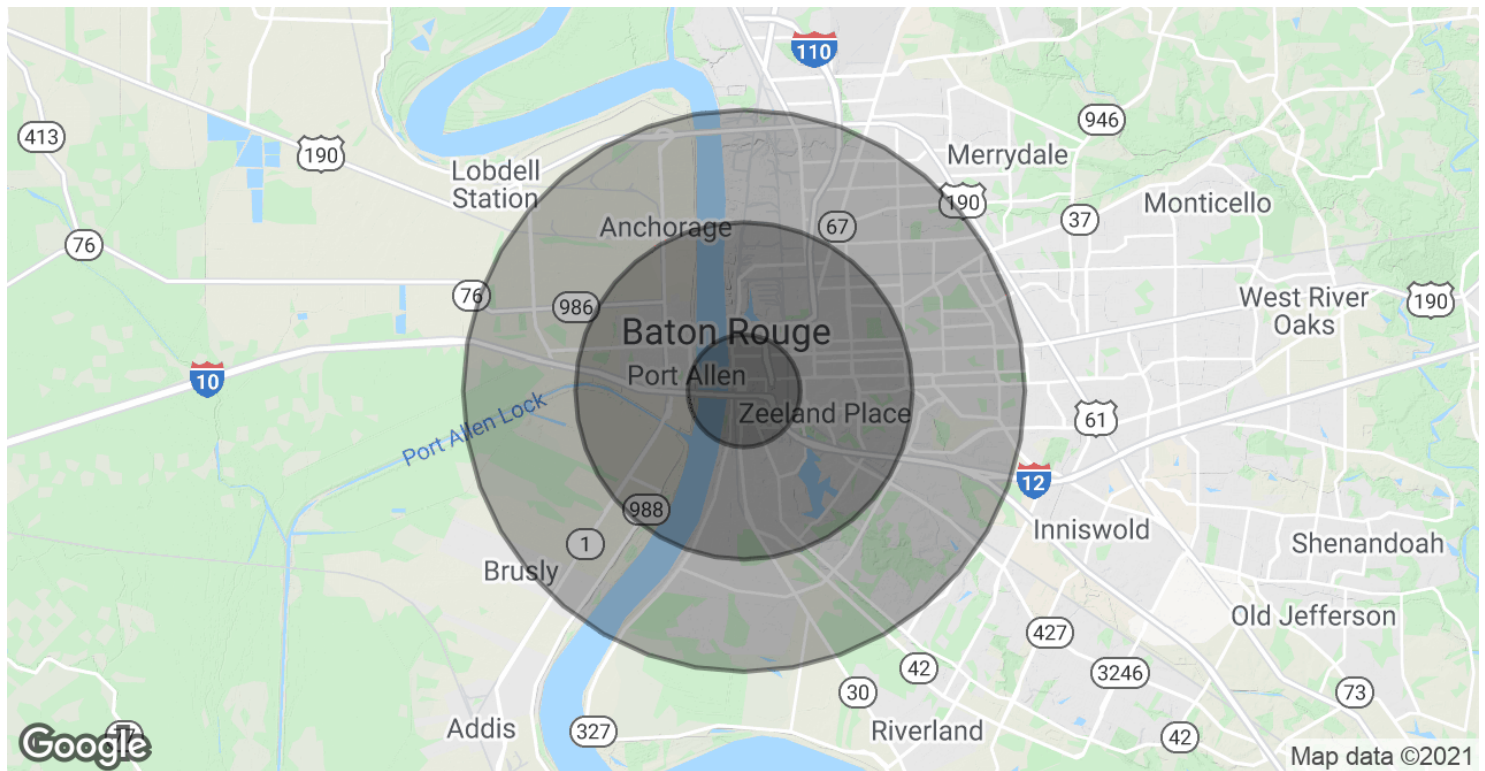 110
413
190
946
Lobdell
Station
Merrydale
190
Monticello
Anchorage
67
37
76
76
986
West River
Oaks
190
Baton Rouge
10
Port Allen
Zeeland Place
61
Port Allen Lock
12
988
Inniswold
1
Shenandoah
Brusly
Old Jefferson
427
42
3246
30
73
Addis
327
Riverland
42
Google
Map data ©2021